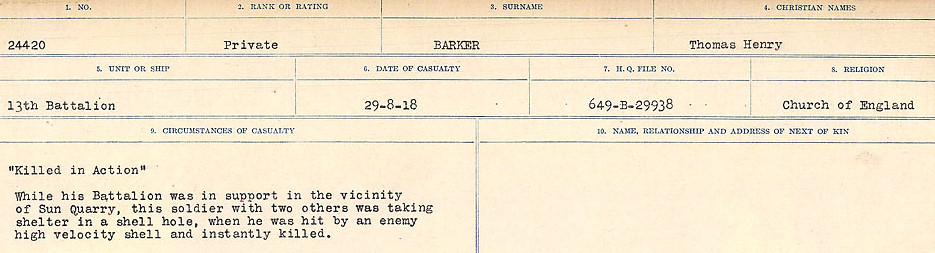 1. NO. 2. RANK OR RATING 3. SURNAME 4. CHRISTIAN NAMES
24420 Private BARKER Thomas Henry
5. UNIT OR SHIP 6. DATE OF CASUALTY 7. H.Q. FILE NO. 8. RELIGION
13th Battalion 29-8-18 649-B-29938 Church of England
9. CIRCUMSTANCES OF CASUALTY 10. NAME, RELATIONSHIP AND ADDRESS OF NEXT OF KIN
"Killed in Action"
While his Battalion was in support in the vicinity
of Sun Quarry, this soldier with two others was taking
shelter in a shell hole, when he was hit by an enemy
high velocity shell and instantly killed.